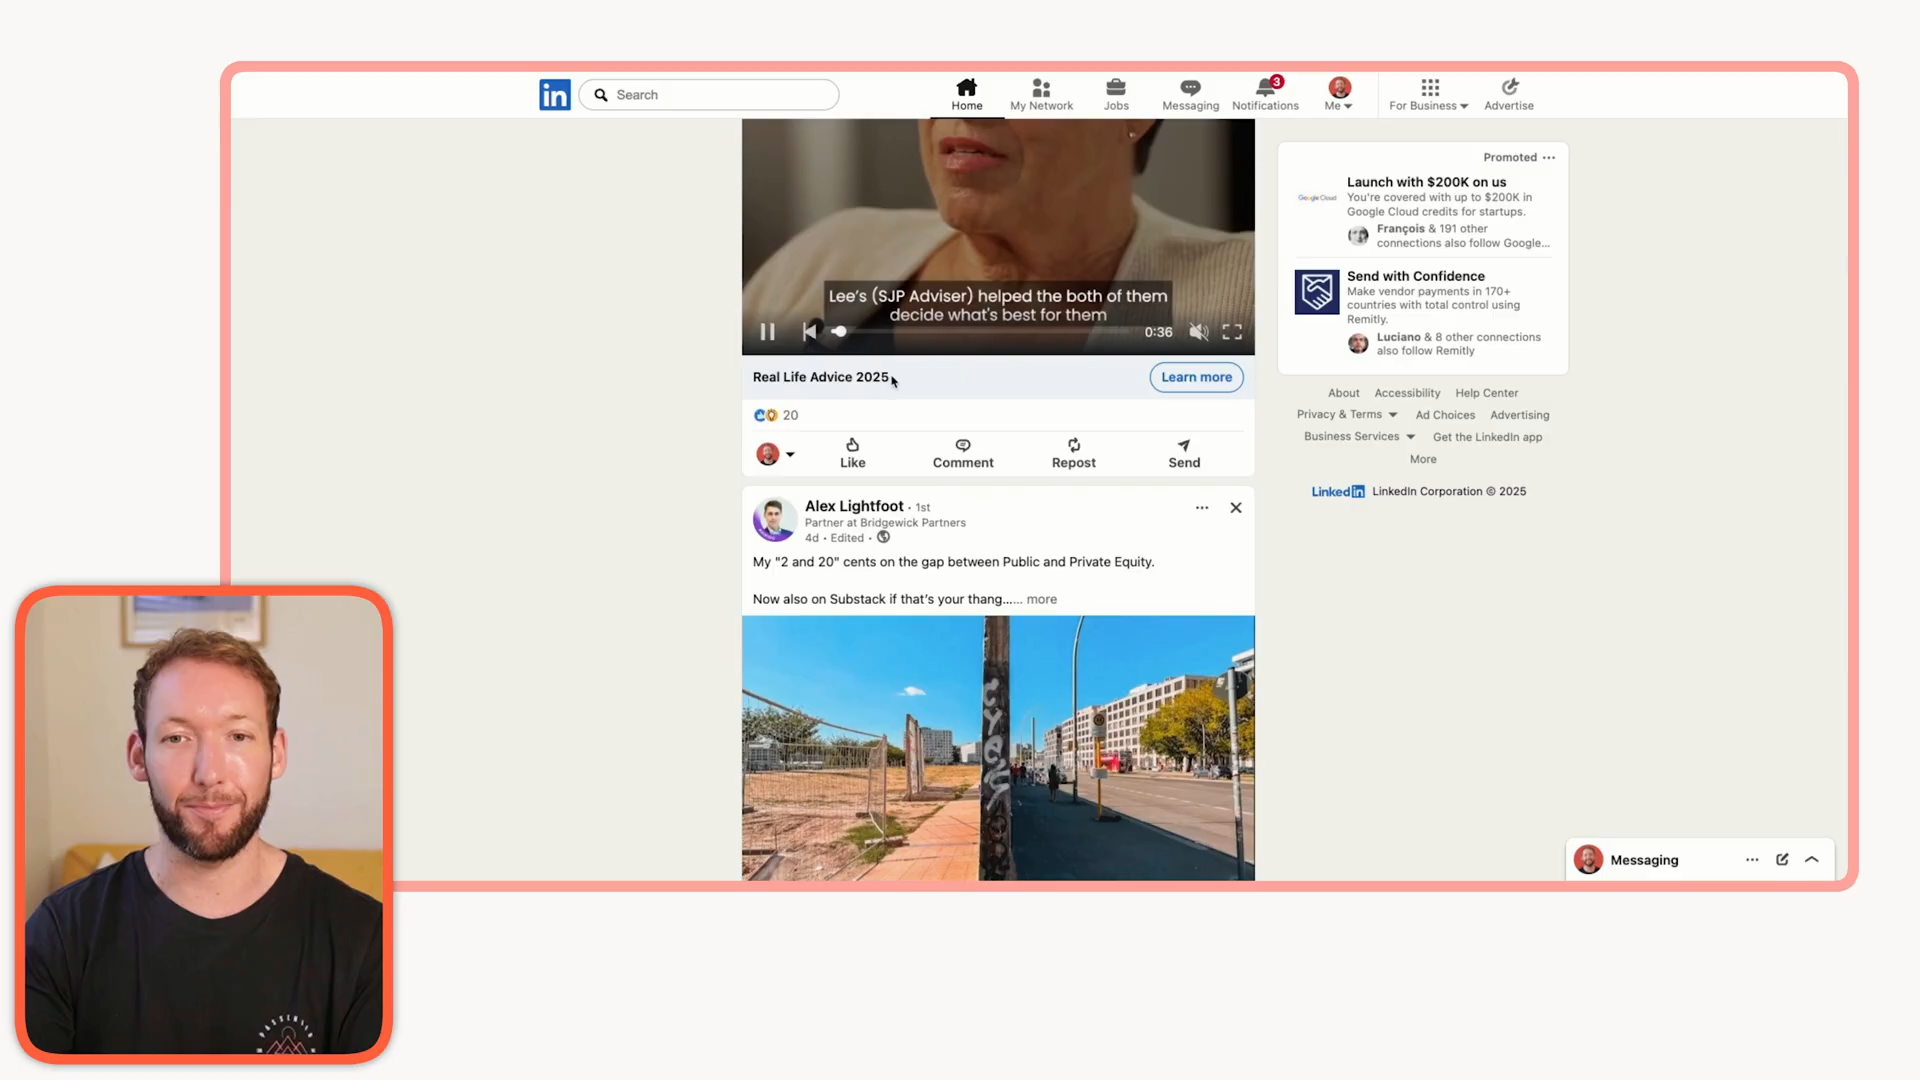 in
Search
Home
My Network
Jobs
Messaging
3
Notifications
Me
For Business
Advertise
Lee's (SJP Adviser) helped the both of them
decide what's best for them
0:36
Real Life Advice 2025
Learn more
20
Like
Comment
Repost
Send
Alex Lightfoot • 1st
Partner at Bridgewick Partners
4d • Edited •
My "2 and 20" cents on the gap between Public and Private Equity.
Now also on Substack if that's your thang...... more
Promoted
Google Cloud
Launch with $200K on us
You're covered with up to $200K in
Google Cloud credits for startups.
François & 191 other
connections also follow Google...
Send with Confidence
Make vendor payments in 170+
countries with total control using
Remitly.
Luciano & 8 other connections
also follow Remitly
About
Accessibility
Help Center
Privacy & Terms
Ad Choices
Advertising
Business Services
Get the LinkedIn app
More
LinkedIn LinkedIn Corporation © 2025
Messaging